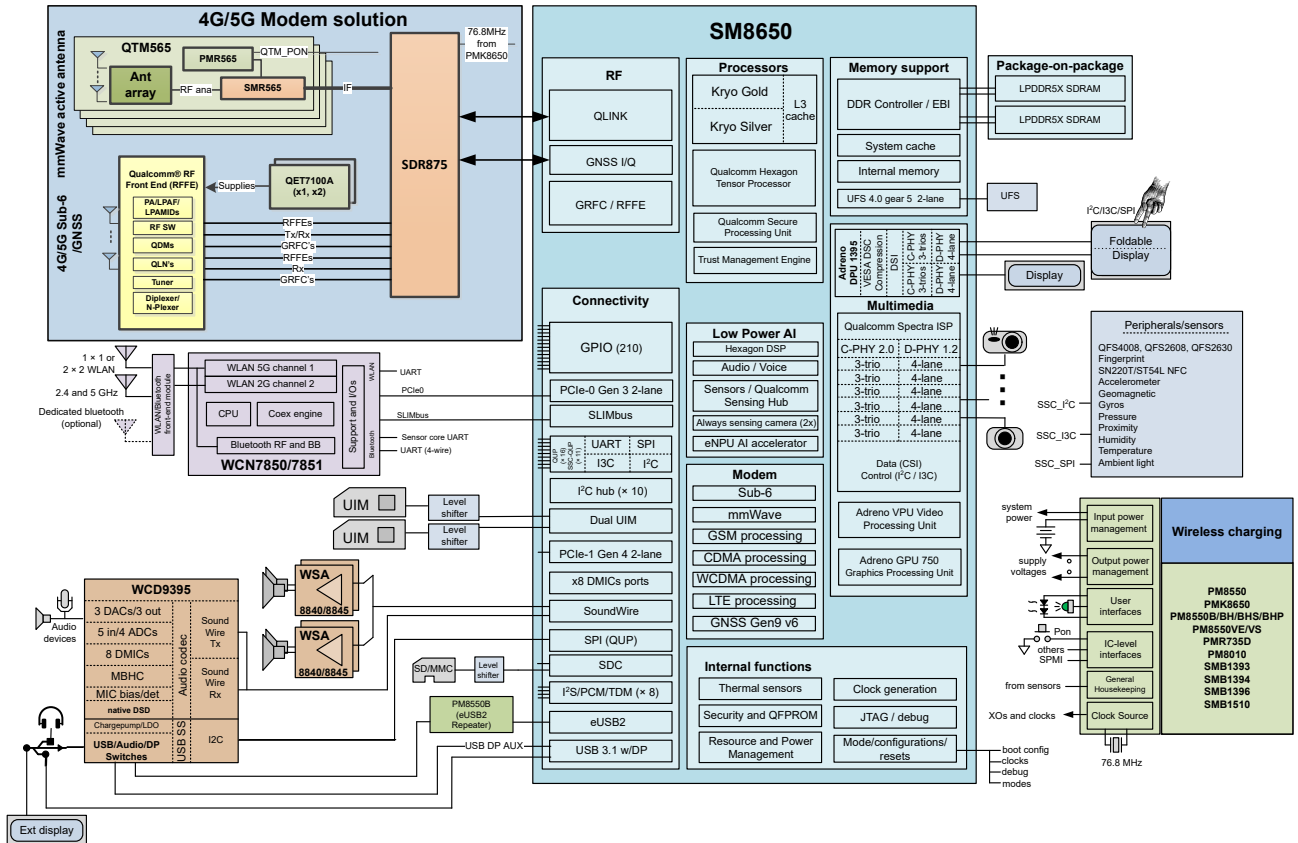 4G/5G Modem solution
mmWave active antenna
QTM565
PMR565
QTM_PON
Ant
array
RF ana
SMR565
IF
SDR875
76.8MHz
from
PMK8650
4G/5G Sub-6
/GNSS
Qualcomm® RF
Front End (RFFE)
PA/LPAF/
LPAMIDs
RF SW
QDMs
QLN's
Tuner
Diplexer/
N-Plexer
Supplies
QET7100A
(x1, x2)
RFFEs
Tx/Rx
GRFC's
RFFEs
Rx
GRFC's
SM8650
RF
QLINK
GNSS I/Q
GRFC / RFFE
Processors
Kryo Gold
Kryo Silver
L3
cache
Qualcomm Hexagon
Tensor Processor
Qualcomm Secure
Processing Unit
Trust Management Engine
Memory support
DDR Controller / EBI
System cache
Internal memory
UFS 4.0 gear 5 2-lane
Package-on-package
LPDDR5X SDRAM
LPDDR5X SDRAM
UFS
I²C/I3C/SPI
Foldable
Display
Display
Adreno
DPU 1395
VESA DSC
Compression
DSI
C-PHY
3-trios
D-PHY
4-lane
C-PHY
3-trios
D-PHY
4-lane
Multimedia
Qualcomm Spectra ISP
C-PHY 2.0 D-PHY 1.2
3-trio 4-lane
3-trio 4-lane
3-trio 4-lane
3-trio 4-lane
3-trio 4-lane
3-trio 4-lane
Data (CSI)
Control (I²C / I3C)
Adreno VPU Video
Processing Unit
Adreno GPU 750
Graphics Processing Unit
Connectivity
GPIO (210)
PCIe-0 Gen 3 2-lane
SLIMbus
QUP
(× 16)
SSC-QUP
(× 11)
UART SPI
I3C I²C
I²C hub (× 10)
Dual UIM
PCIe-1 Gen 4 2-lane
x8 DMICs ports
SoundWire
SPI (QUP)
SDC
I²S/PCM/TDM (× 8)
eUSB2
USB 3.1 w/DP
Low Power AI
Hexagon DSP
Audio / Voice
Sensors / Qualcomm
Sensing Hub
Always sensing camera (2x)
eNPU AI accelerator
Modem
Sub-6
mmWave
GSM processing
CDMA processing
WCDMA processing
LTE processing
GNSS Gen9 v6
Internal functions
Thermal sensors
Clock generation
Security and QFPROM
JTAG / debug
Resource and Power
Management
Mode/configurations/
resets
boot config
clocks
debug
modes
1 × 1 or
2 × 2 WLAN
2.4 and 5 GHz
Dedicated bluetooth
(optional)
WLAN/Bluetooth
front-end module
WLAN 5G channel 1
WLAN 2G channel 2
CPU
Coex engine
Bluetooth RF and BB
Support and I/Os
WLAN
Bluetooth
WCN7850/7851
UART
PCIe0
SLIMbus
Sensor core UART
UART (4-wire)
UIM
Level
shifter
UIM
Level
shifter
WSA
8840/8845
WSA
8840/8845
SD/MMC
Level
shifter
PM8550B
(eUSB2
Repeater)
USB DP AUX
WCD9395
3 DACs/3 out
5 in/4 ADCs
8 DMICs
MBHC
MIC bias/det
native DSD
Chargepump/LDO
USB/Audio/DP
Switches
Audio codec
USB SS
Sound
Wire
Tx
Sound
Wire
Rx
I2C
Audio
devices
Ext display
Peripherals/sensors
QFS4008, QFS2608, QFS2630
Fingerprint
SN220T/ST54L NFC
Accelerometer
Geomagnetic
Gyros
Pressure
Proximity
Humidity
Temperature
Ambient light
SSC_I²C
SSC_I3C
SSC_SPI
system
power
supply
voltages
Pon
others
SPMI
from sensors
XOs and clocks
Input power
management
Output power
management
User
interfaces
IC-level
interfaces
General
Housekeeping
Clock Source
76.8 MHz
Wireless charging
PM8550
PMK8650
PM8550B/BH/BHS/BHP
PM8550VE/VS
PMR735D
PM8010
SMB1393
SMB1394
SMB1396
SMB1510